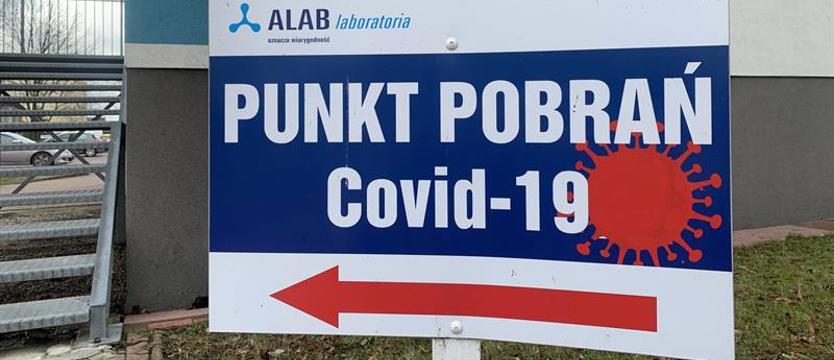 ALAB laboratoria
oznacza wiarygodność
PUNKT POBRAŃ
Covid-19